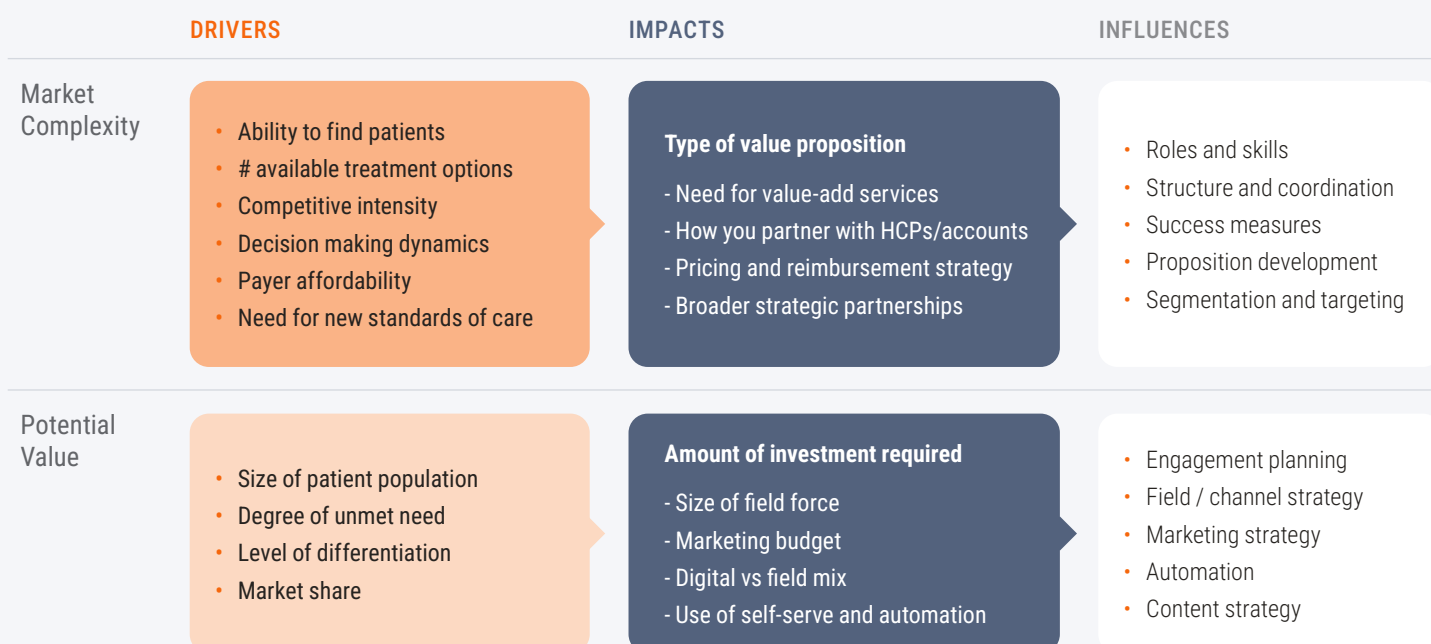 DRIVERS
IMPACTS
INFLUENCES
Market
Complexity
• Ability to find patients
• # available treatment options
• Competitive intensity
• Decision making dynamics
• Payer affordability
• Need for new standards of care
Type of value proposition
- Need for value-add services
- How you partner with HCPs/accounts
- Pricing and reimbursement strategy
- Broader strategic partnerships
• Roles and skills
• Structure and coordination
• Success measures
• Proposition development
• Segmentation and targeting
Potential
Value
• Size of patient population
• Degree of unmet need
• Level of differentiation
• Market share
Amount of investment required
- Size of field force
- Marketing budget
- Digital vs field mix
- Use of self-serve and automation
• Engagement planning
• Field / channel strategy
• Marketing strategy
• Automation
• Content strategy